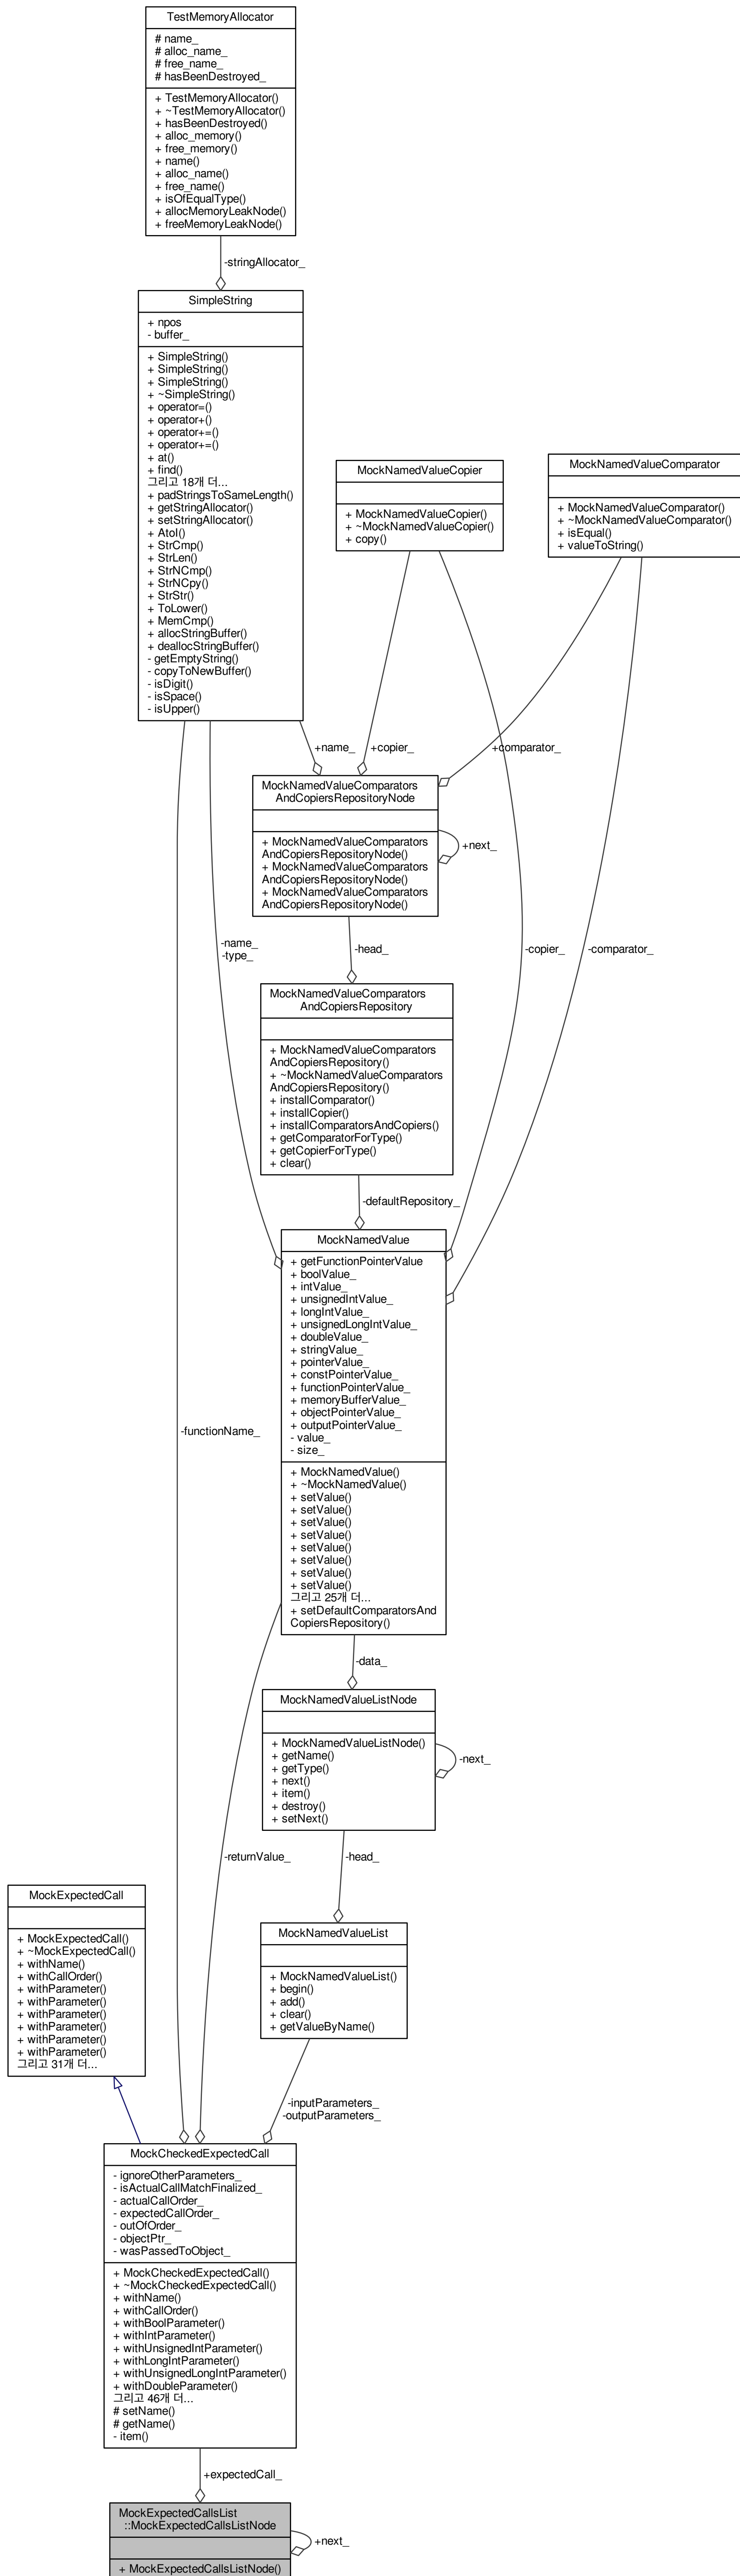 TestMemoryAllocator
# name_
# alloc_name_
# free_name_
# hasBeenDestroyed_
+ TestMemoryAllocator()
+ ~TestMemoryAllocator()
+ hasBeenDestroyed()
+ alloc_memory()
+ free_memory()
+ name()
+ alloc_name()
+ free_name()
+ isOfEqualType()
+ allocMemoryLeakNode()
+ freeMemoryLeakNode()
-stringAllocator_
SimpleString
+ npos
- buffer_
+ SimpleString()
+ SimpleString()
+ SimpleString()
+ ~SimpleString()
+ operator=()
+ operator+()
+ operator+=()
+ operator+=()
+ at()
+ find()
그리고 18개 더...
+ padStringsToSameLength()
+ getStringAllocator()
+ setStringAllocator()
+ AtoI()
+ StrCmp()
+ StrLen()
+ StrNCmp()
+ StrNCpy()
+ StrStr()
+ ToLower()
+ MemCmp()
+ allocStringBuffer()
+ deallocStringBuffer()
- getEmptyString()
- copyToNewBuffer()
- isDigit()
- isSpace()
- isUpper()
MockNamedValueCopier
+ MockNamedValueCopier()
+ ~MockNamedValueCopier()
+ copy()
MockNamedValueComparator
+ MockNamedValueComparator()
+ ~MockNamedValueComparator()
+ isEqual()
+ valueToString()
+name_
+copier_
+comparator_
MockNamedValueComparators
AndCopiersRepositoryNode
+ MockNamedValueComparators
AndCopiersRepositoryNode()
+ MockNamedValueComparators
AndCopiersRepositoryNode()
+ MockNamedValueComparators
AndCopiersRepositoryNode()
+next_
-name_
-type_
-head_
-copier_
-comparator_
MockNamedValueComparators
AndCopiersRepository
+ MockNamedValueComparators
AndCopiersRepository()
+ ~MockNamedValueComparators
AndCopiersRepository()
+ installComparator()
+ installCopier()
+ installComparatorsAndCopiers()
+ getComparatorForType()
+ getCopierForType()
+ clear()
-defaultRepository_
MockNamedValue
+ getFunctionPointerValue
+ boolValue_
+ intValue_
+ unsignedIntValue_
+ longIntValue_
+ unsignedLongIntValue_
+ doubleValue_
+ stringValue_
+ pointerValue_
+ constPointerValue_
+ functionPointerValue_
+ memoryBufferValue_
+ objectPointerValue_
+ outputPointerValue_
- value_
- size_
+ MockNamedValue()
+ ~MockNamedValue()
+ setValue()
+ setValue()
+ setValue()
+ setValue()
+ setValue()
+ setValue()
+ setValue()
+ setValue()
그리고 25개 더...
+ setDefaultComparatorsAnd
CopiersRepository()
-functionName_
-data_
MockNamedValueListNode
+ MockNamedValueListNode()
+ getName()
+ getType()
+ next()
+ item()
+ destroy()
+ setNext()
-next_
-returnValue_
-head_
MockExpectedCall
+ MockExpectedCall()
+ ~MockExpectedCall()
+ withName()
+ withCallOrder()
+ withParameter()
+ withParameter()
+ withParameter()
+ withParameter()
+ withParameter()
+ withParameter()
그리고 31개 더...
MockNamedValueList
+ MockNamedValueList()
+ begin()
+ add()
+ clear()
+ getValueByName()
-inputParameters_
-outputParameters_
MockCheckedExpectedCall
- ignoreOtherParameters_
- isActualCallMatchFinalized_
- actualCallOrder_
- expectedCallOrder_
- outOfOrder_
- objectPtr_
- wasPassedToObject_
+ MockCheckedExpectedCall()
+ ~MockCheckedExpectedCall()
+ withName()
+ withCallOrder()
+ withBoolParameter()
+ withIntParameter()
+ withUnsignedIntParameter()
+ withLongIntParameter()
+ withUnsignedLongIntParameter()
+ withDoubleParameter()
그리고 46개 더...
# setName()
# getName()
- item()
+expectedCall_
MockExpectedCallsList
::MockExpectedCallsListNode
+ MockExpectedCallsListNode()
+next_